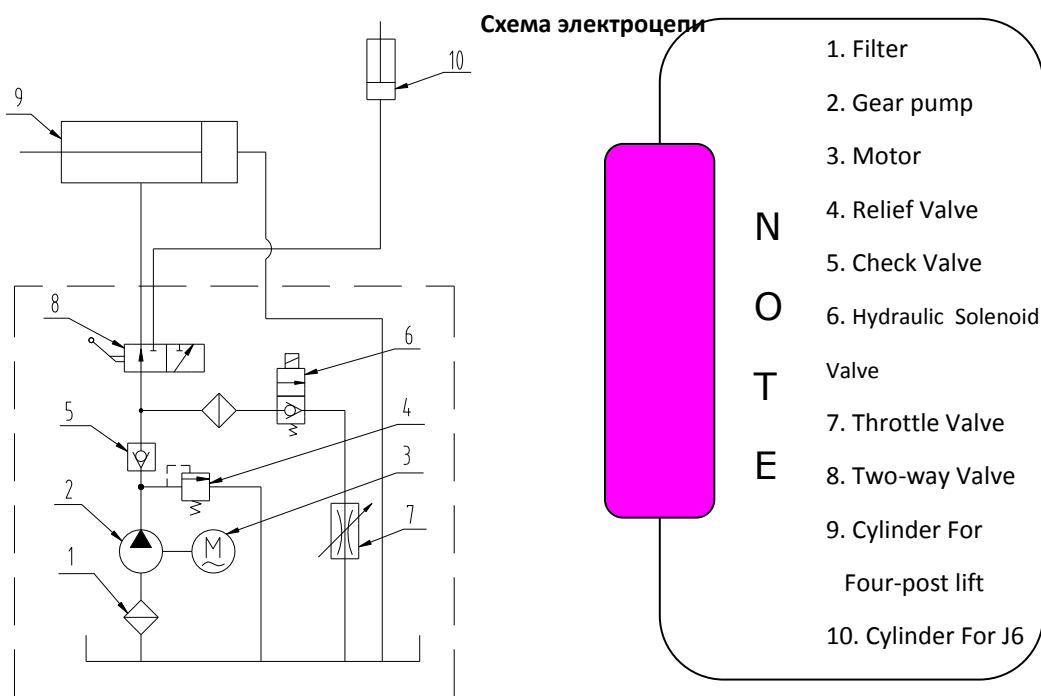 Схема электроцепи
10
9
8
6
5
4
3
2
M
7
1
N
O
T
E
1. Filter
2. Gear pump
3. Motor
4. Relief Valve
5. Check Valve
6. Hydraulic Solenoid
Valve
7. Throttle Valve
8. Two-way Valve
9. Cylinder For
Four-post lift
10. Cylinder For J6